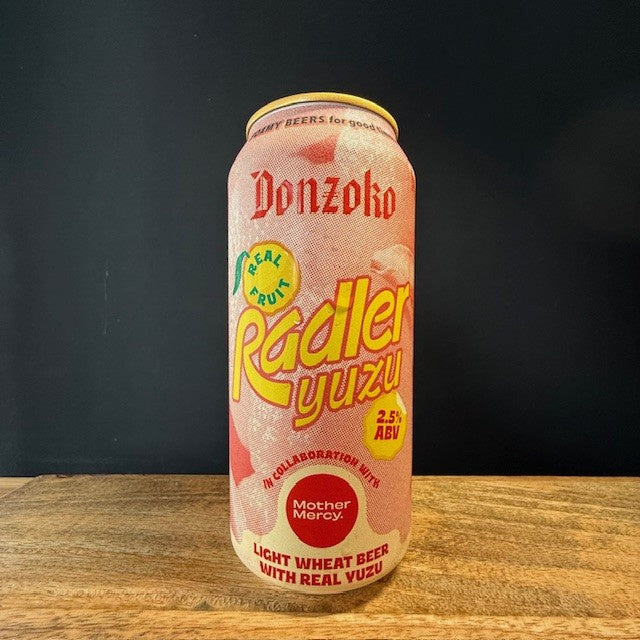 BEERS for good
Donzoko
REAL
FRUIT
Radler
yuzu
2.5%
ABV
IN COLLABORATION WITH
Mother
Mercy.
LIGHT WHEAT BEER
WITH REAL YUZU